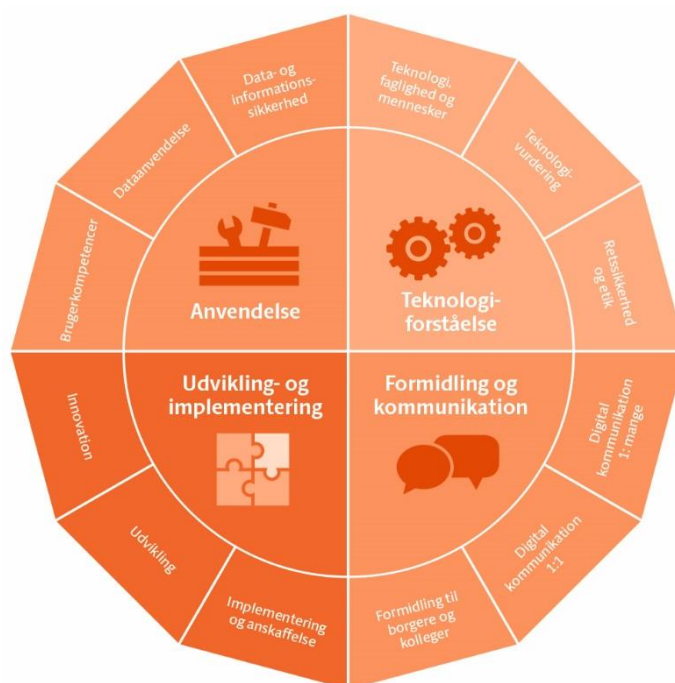 Data- og
informations-
sikkerhed
Teknologi,
faglighed og
mennesker
Dataanvendelse
Teknologi-
vurdering
Brugerkompetencer
Retssikkerhed
og etik
Anvendelse
Teknologi-
forståelse
Udvikling- og
implementering
Formidling og
kommunikation
Innovation
Digital
kommunikation
1: mange
Udvikling
Digital
kommunikation
1:1
Implementering
og anskaffelse
Formidling til
borgere og
kolleger